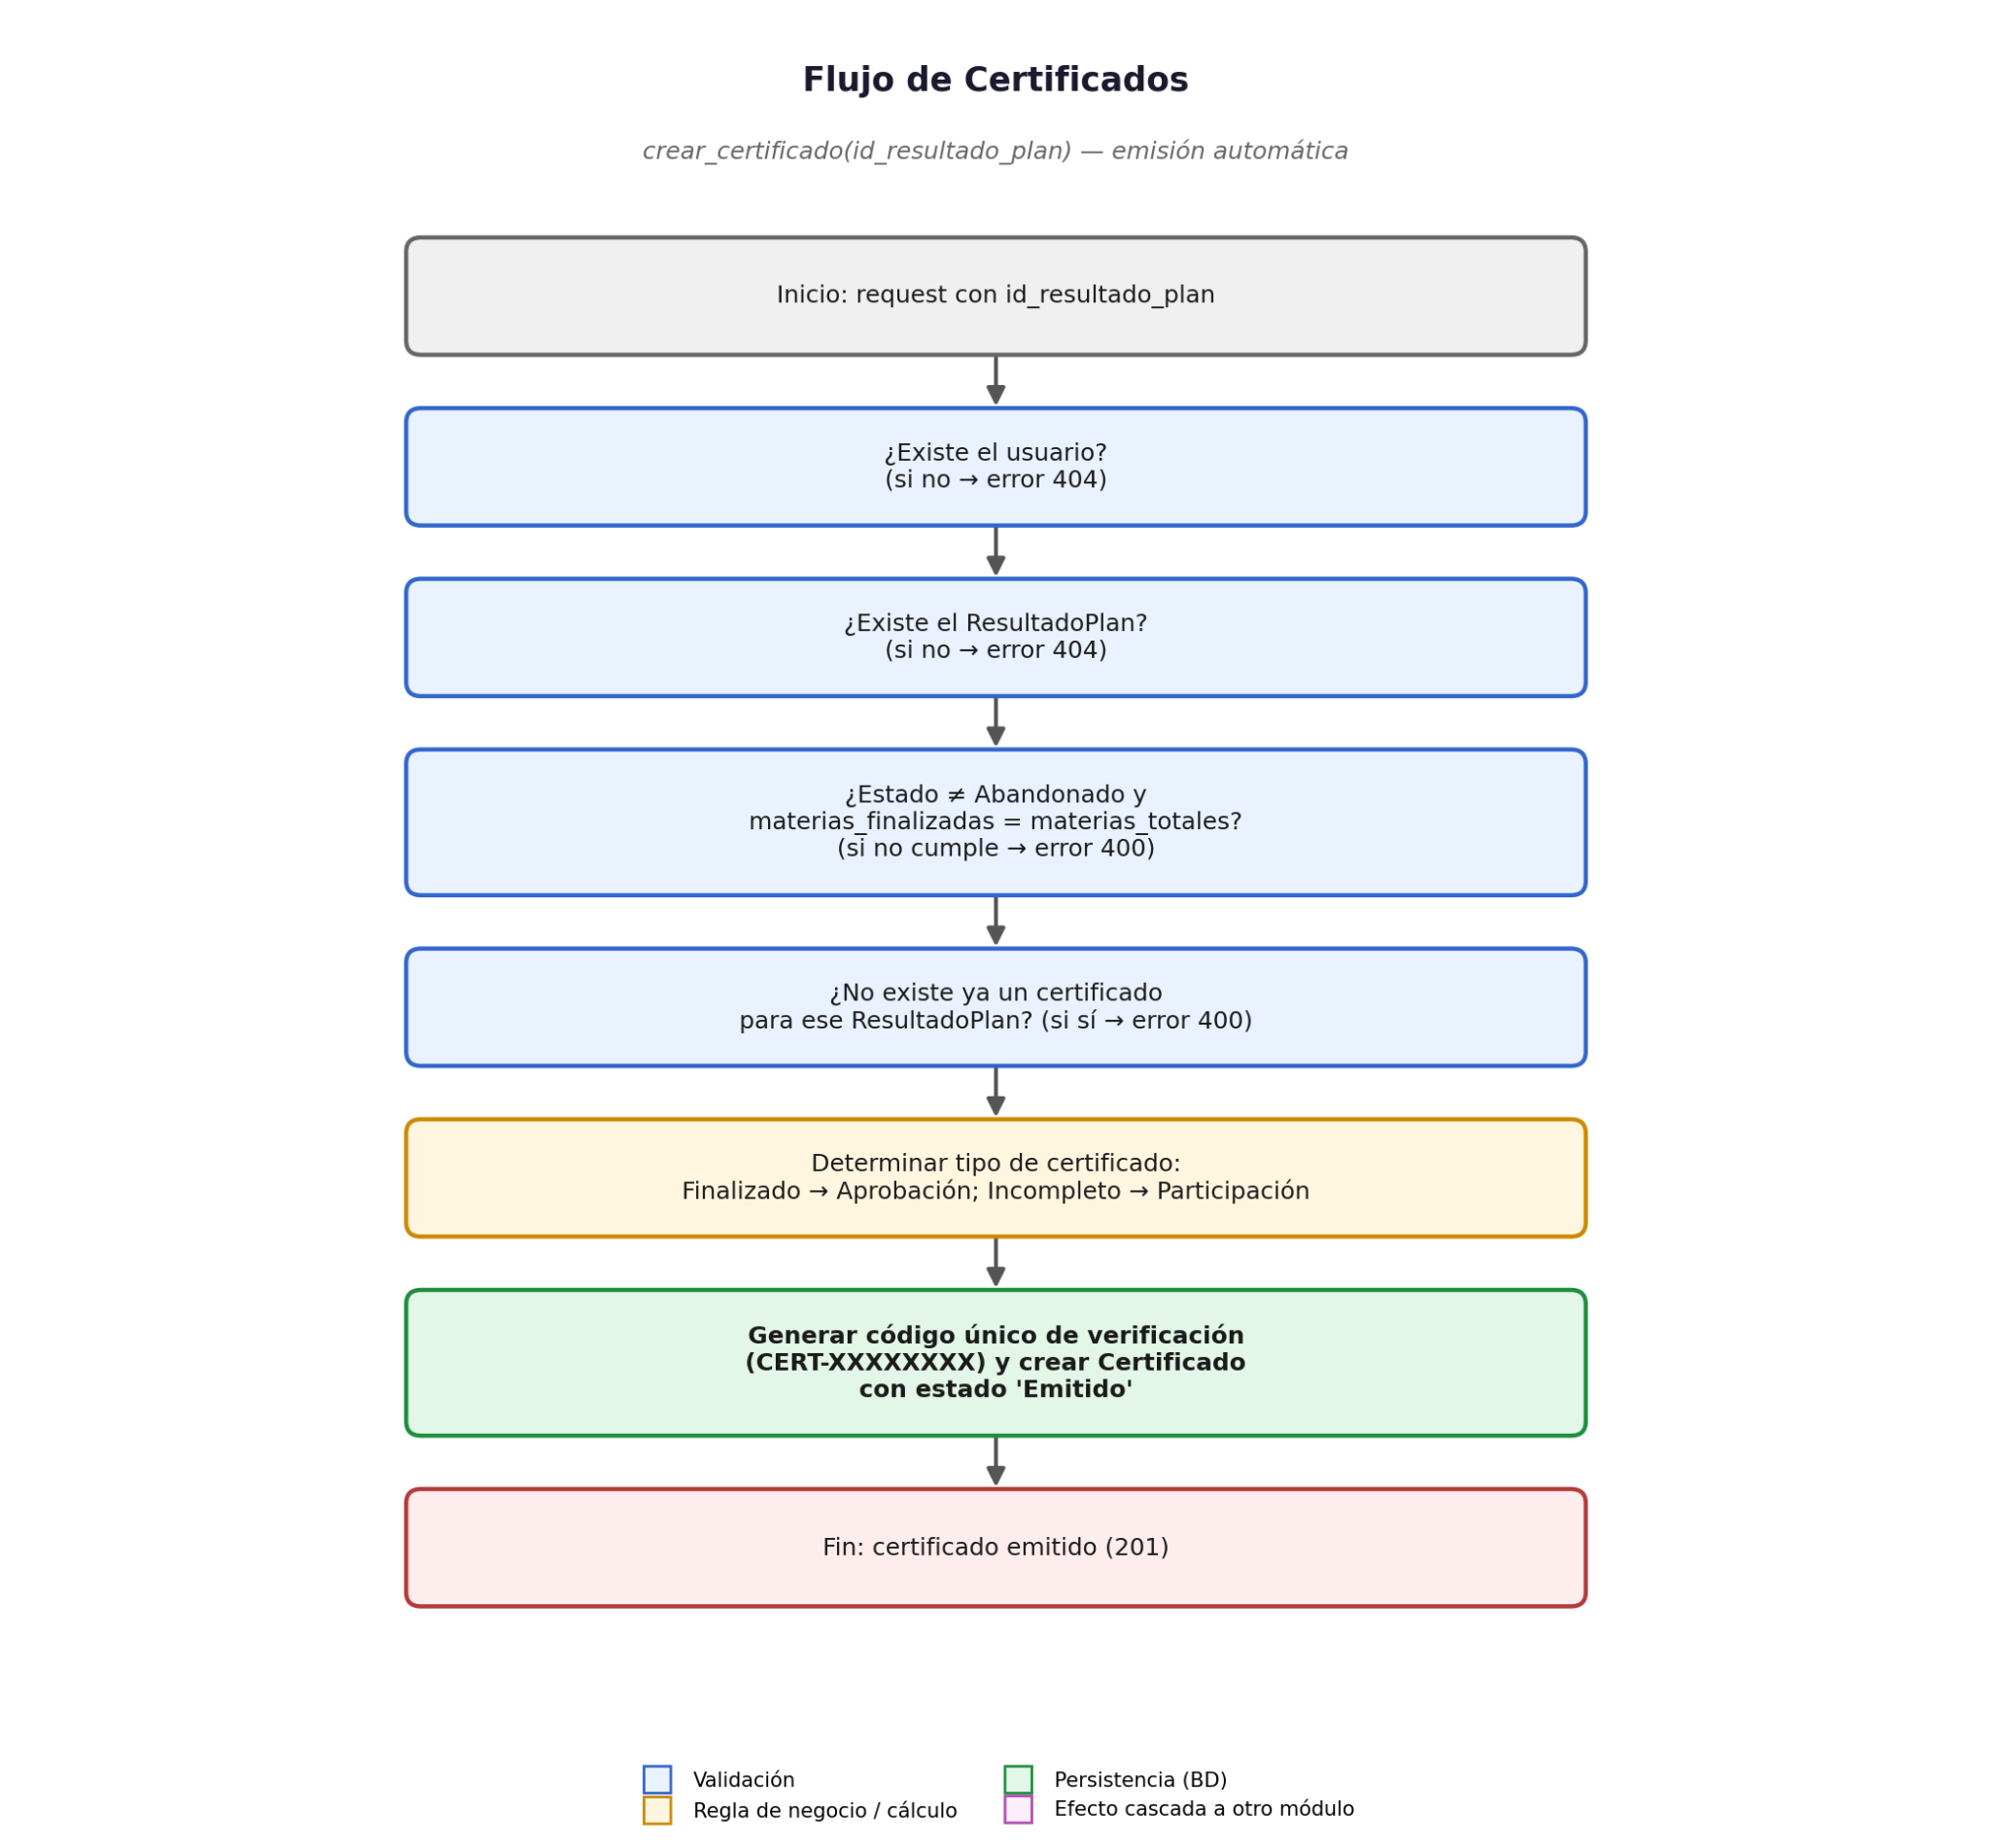 Flujo de Certificados
crear_certificado(id_resultado_plan) — emisión automática
Inicio: request con id_resultado_plan
¿Existe el usuario?
(si no → error 404)
¿Existe el ResultadoPlan?
(si no → error 404)
¿Estado ≠ Abandonado y
materias_finalizadas = materias_totales?
(si no cumple → error 400)
¿No existe ya un certificado
para ese ResultadoPlan? (si sí → error 400)
Determinar tipo de certificado:
Finalizado → Aprobación; Incompleto → Participación
Generar código único de verificación
(CERT-XXXXXXXX) y crear Certificado
con estado 'Emitido'
Fin: certificado emitido (201)
Validación
Regla de negocio / cálculo
Persistencia (BD)
Efecto cascada a otro módulo